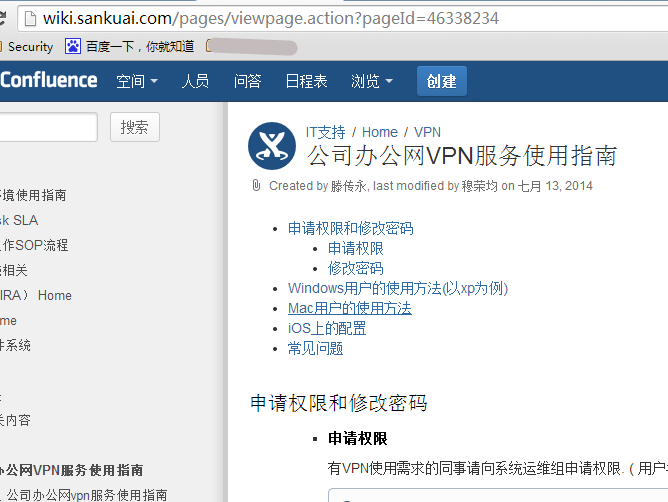 wiki.sankuai.com/pages/viewpage.action?pageId=46338234
Security 百度一下，你就知道
Confluence 空间 人员 问答 日程表 浏览 创建
搜索
IT支持 / Home / VPN
公司办公网VPN服务使用指南
Created by 滕传永, last modified by 穆荣均 on 七月 13, 2014
境使用指南
sk SLA
作SOP流程
相关
IRA） Home
me
件系统
关内容
办公网VPN服务使用指南
公司办公网vpn服务使用指南
申请权限和修改密码
申请权限
修改密码
Windows用户的使用方法(以xp为例)
Mac用户的使用方法
iOS上的配置
常见问题
申请权限和修改密码
申请权限
有VPN使用需求的同事请向系统运维组申请权限.（用户